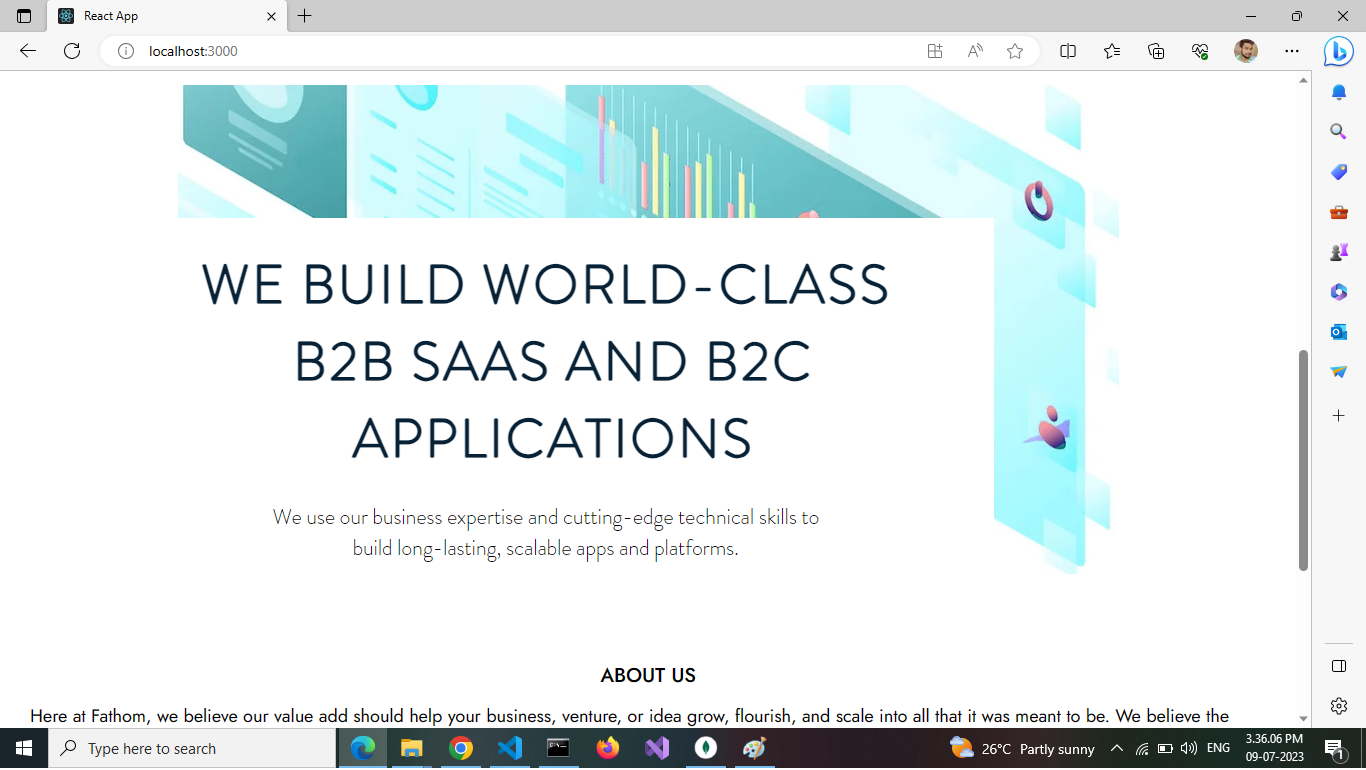 React App
localhost:3000
WE BUILD WORLD-CLASS
B2B SAAS AND B2C
APPLICATIONS
We use our business expertise and cutting-edge technical skills to
build long-lasting, scalable apps and platforms.
ABOUT US
Here at Fathom, we believe our value add should help your business, venture, or idea grow, flourish, and scale into all that it was meant to be. We believe the
Type here to search
26°C Partly sunny
ENG
3.36.06 PM
09-07-2023
1